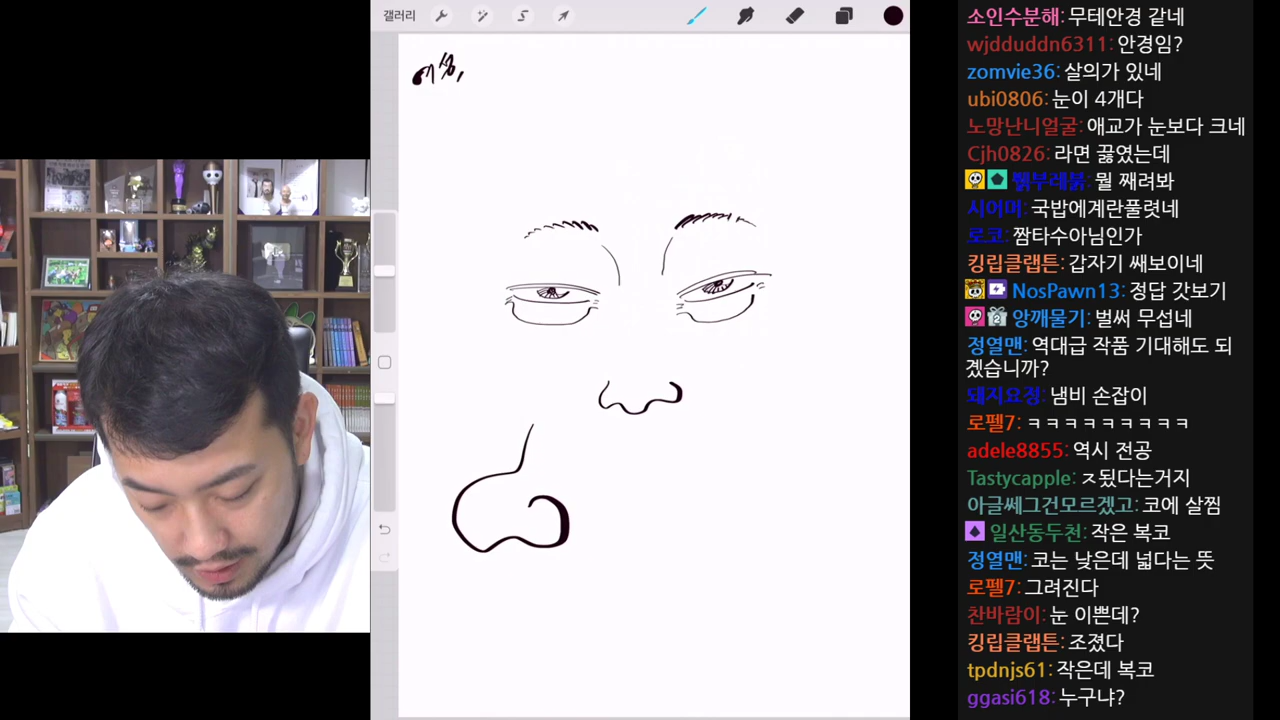 갤러리
소인수분해: 무테안경 같네
wjdduddn6311: 안경임?
zomvie36: 살의가 있네
ubi0806: 눈이 4개다
노망난니얼굴: 애교가 눈보다 크네
Cjh0826: 라면 끓였는데
뭘 째려봐
시어머: 국밥에계란풀렷네
로코: 짬타수아님인가
킹립클랩튼: 갑자기 쌔보이네
NosPawn13: 정답 갓보기
앙깨물기: 벌써 무섭네
정열맨: 역대급 작품 기대해도 되
겠습니까?
돼지요정: 냄비 손잡이
로펠7: ㅋㅋㅋㅋㅋㅋㅋㅋㅋ
adele8855: 역시 전공
Tastycapple: ㅈ됬다는거지
아글쎄그건모르겠고: 코에 살찜
일산동두천: 작은 복코
정열맨: 코는 낮은데 넓다는 뜻
로펠7: 그려진다
찬바람이: 눈 이쁜데?
킹립클랩튼: 조졌다
tpdnjs61: 작은데 복코
ggasi618: 누구냐?